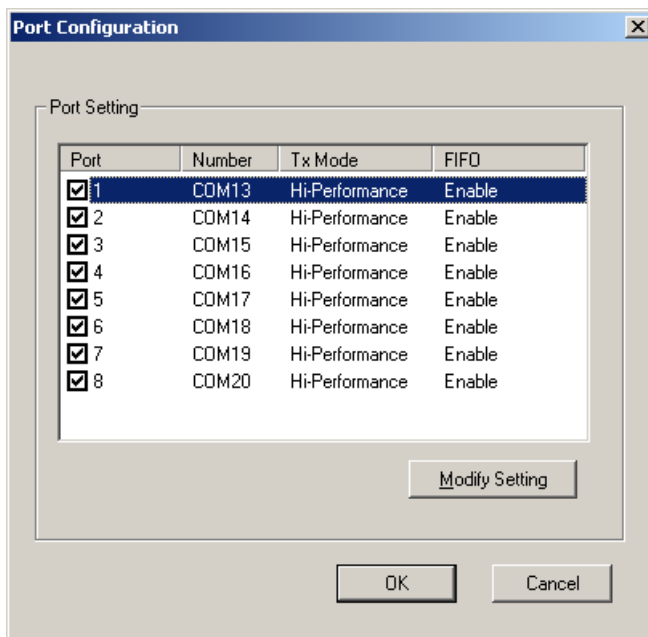 Port Configuration
Port Setting
Port Number Tx Mode FIFO
1 COM13 Hi-Performance Enable
2 COM14 Hi-Performance Enable
3 COM15 Hi-Performance Enable
4 COM16 Hi-Performance Enable
5 COM17 Hi-Performance Enable
6 COM18 Hi-Performance Enable
7 COM19 Hi-Performance Enable
8 COM20 Hi-Performance Enable
Modify Setting
OK Cancel